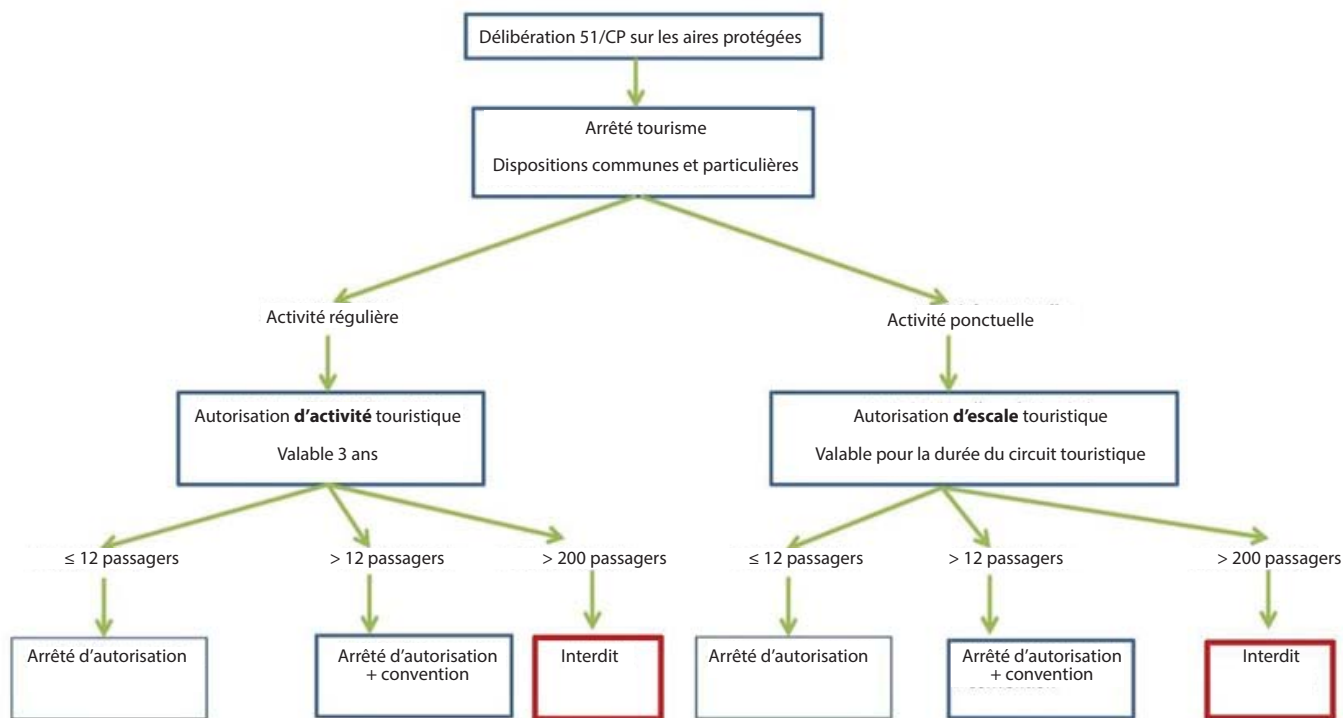 Délibération 51/CP sur les aires protégées
Arrêté tourisme
Dispositions communes et particulières
Activité régulière
Activité ponctuelle
Autorisation d'activité touristique
Valable 3 ans
Autorisation d'escale touristique
Valable pour la durée du circuit touristique
≤ 12 passagers
> 12 passagers
> 200 passagers
≤ 12 passagers
> 12 passagers
> 200 passagers
Arrêté d'autorisation
Arrêté d'autorisation
+ convention
Interdit
Arrêté d'autorisation
Arrêté d'autorisation
+ convention
Interdit